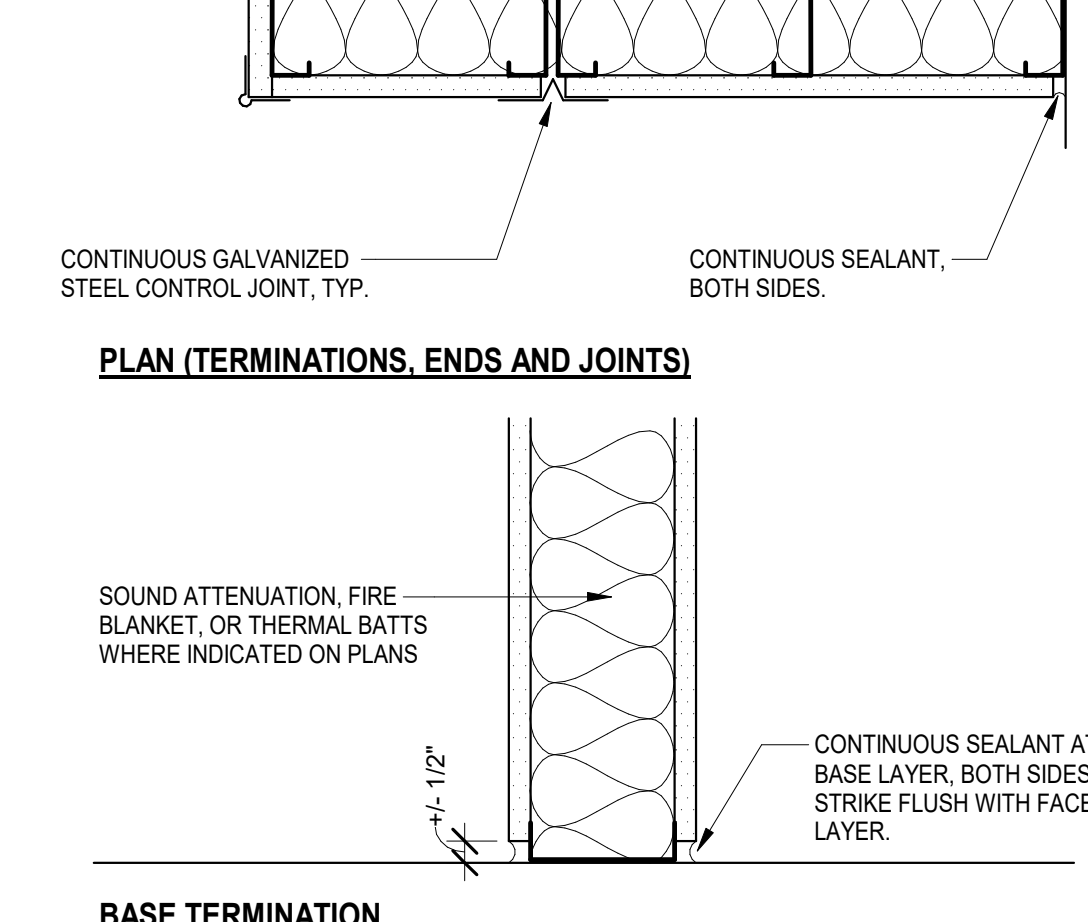 CONTINUOUS GALVANIZED
STEEL CONTROL JOINT, TYP.
CONTINUOUS SEALANT,
BOTH SIDES.
PLAN (TERMINATIONS, ENDS AND JOINTS)
SOUND ATTENUATION, FIRE
BLANKET, OR THERMAL BATTS
WHERE INDICATED ON PLANS
+/- 1/2"
CONTINUOUS SEALANT AT
BASE LAYER, BOTH SIDES
STRIKE FLUSH WITH FACE
LAYER.
BASE TERMINATION